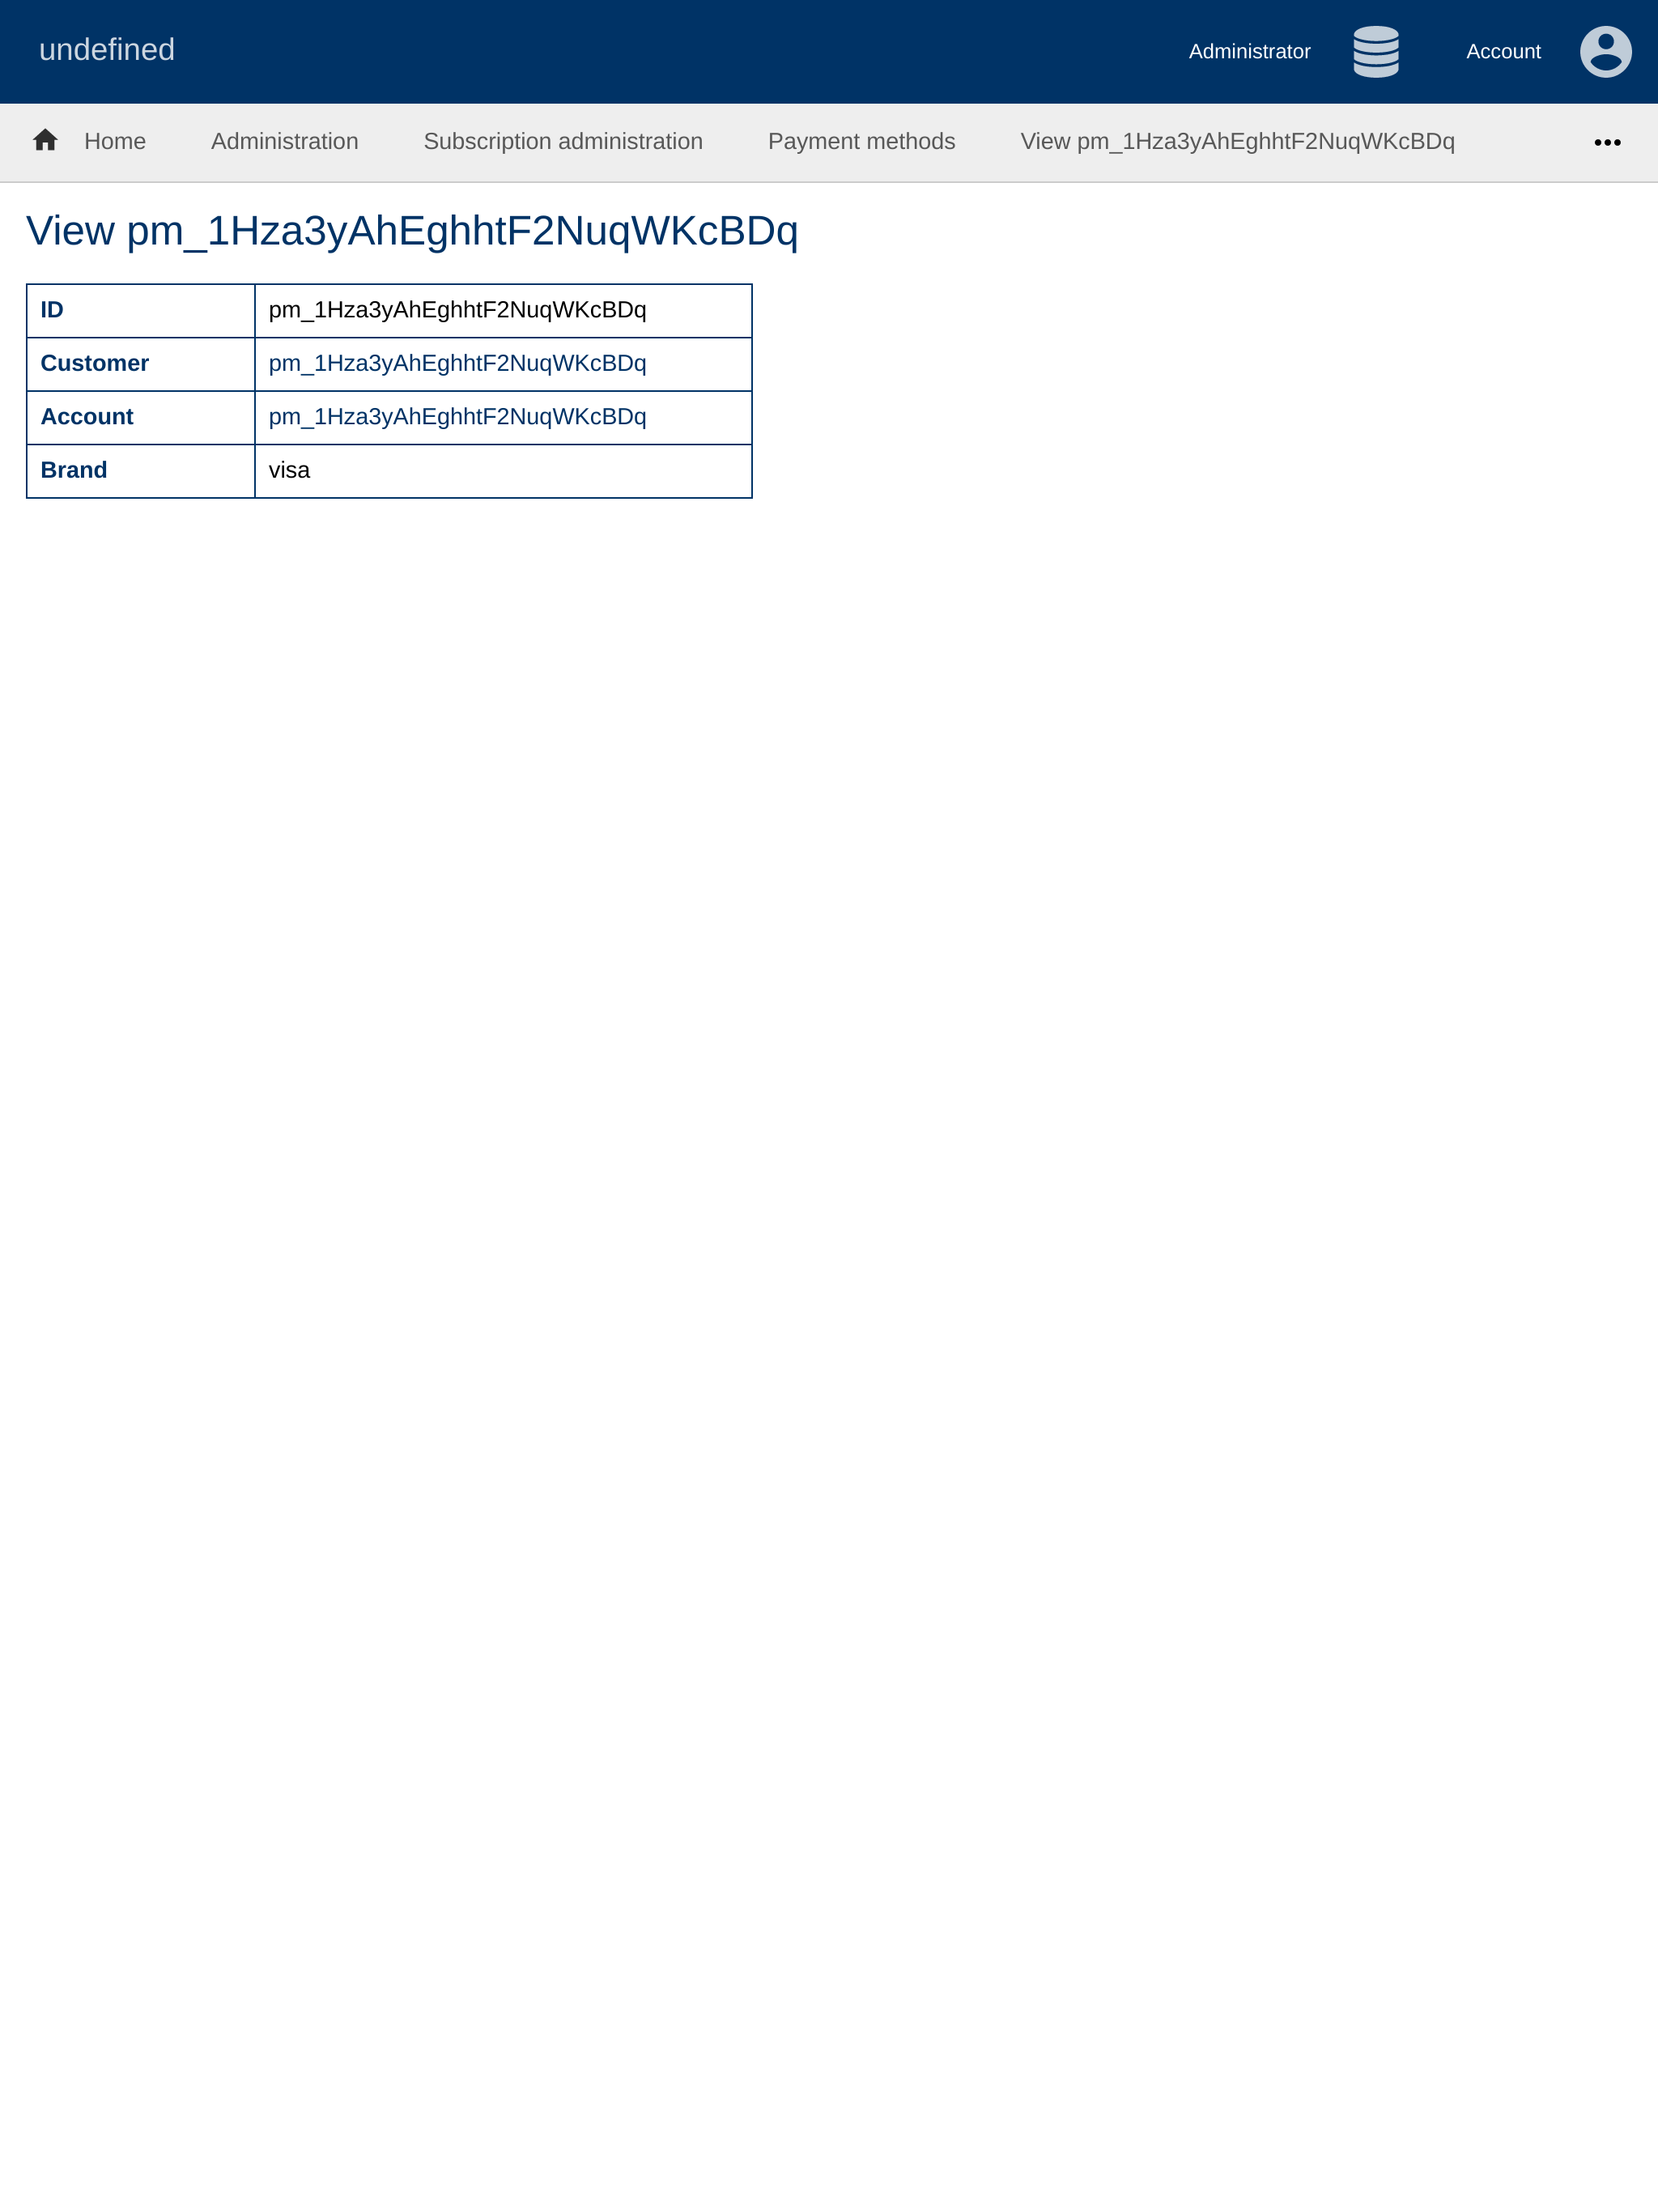 undefined
Administrator Account
Home Administration Subscription administration Payment methods View pm_1Hza3yAhEghhtF2NuqWKcBDq
View pm_1Hza3yAhEghhtF2NuqWKcBDq
ID pm_1Hza3yAhEghhtF2NuqWKcBDq
Customer pm_1Hza3yAhEghhtF2NuqWKcBDq
Account pm_1Hza3yAhEghhtF2NuqWKcBDq
Brand visa